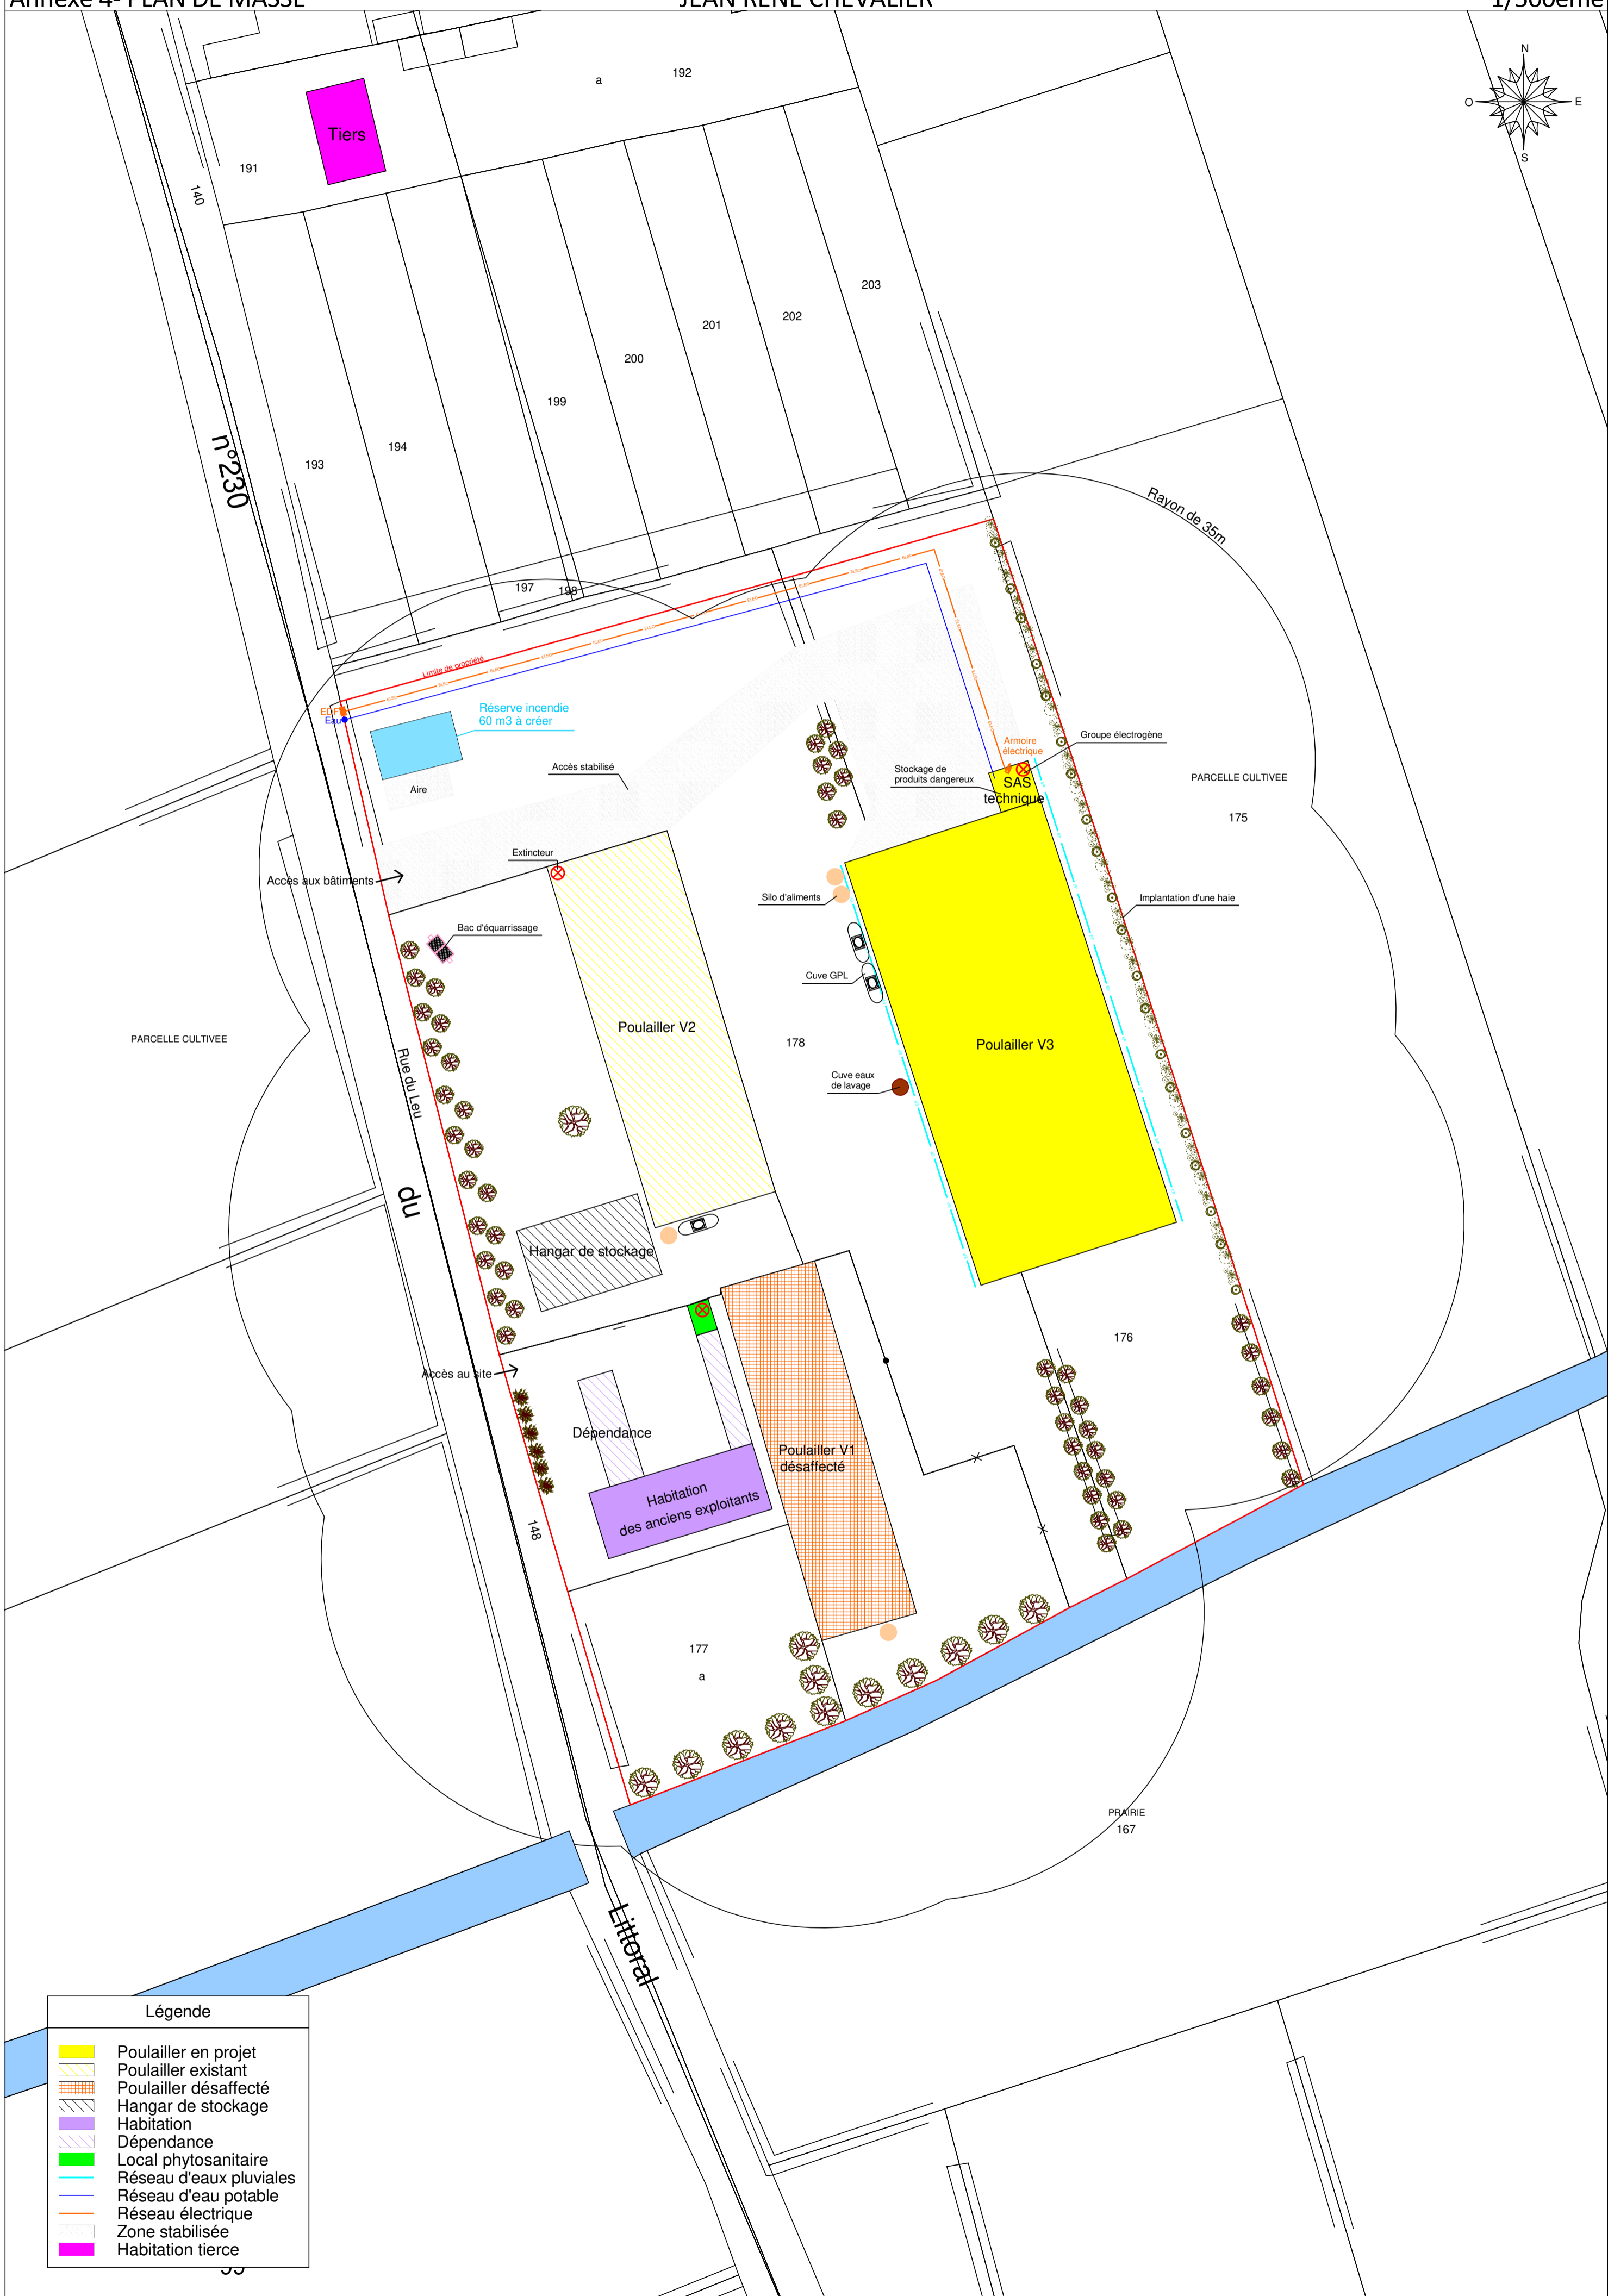 Annexe 4- PLAN DE MASSE
JEAN RENE CHEVALIER
1/500ème
N
O
E
S
192
a
Tiers
191
140
203
202
201
200
199
194
193
n°230
Rayon de 35m
197
198
ELEC
Limite de propriété
EDF
Eau
Réserve incendie
60 m3 à créer
Aire
Accès stabilisé
Armoire
électrique
Groupe électrogène
Stockage de
produits dangereux
SAS
technique
PARCELLE CULTIVEE
175
Extincteur
Accès aux bâtiments
Silo d'aliments
Implantation d'une haie
Bac d'équarrissage
Cuve GPL
Poulailler V2
PARCELLE CULTIVEE
178
Poulailler V3
Rue du Leu
Cuve eaux
de lavage
du
Hangar de stockage
176
Accès au site
Dépendance
Poulailler V1
désaffecté
Habitation
des anciens exploitants
148
177
a
PRAIRIE
167
Littoral
Légende
Poulailler en projet
Poulailler existant
Poulailler désaffecté
Hangar de stockage
Habitation
Dépendance
Local phytosanitaire
Réseau d'eaux pluviales
Réseau d'eau potable
Réseau électrique
Zone stabilisée
Habitation tierce